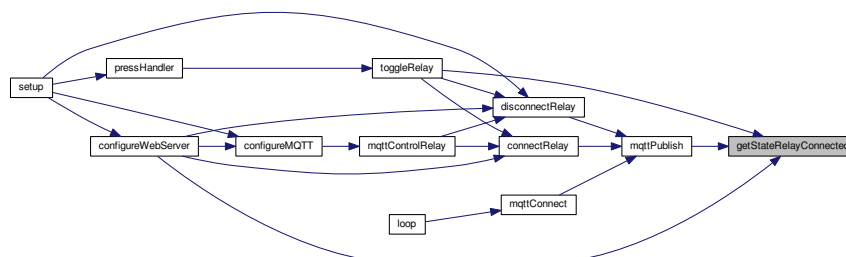 pressHandler
toggleRelay
setup
disconnectRelay
configureWebServer
configureMQTT
mqttControlRelay
connectRelay
mqttPublish
getStateRelayConnected
mqttConnect
loop